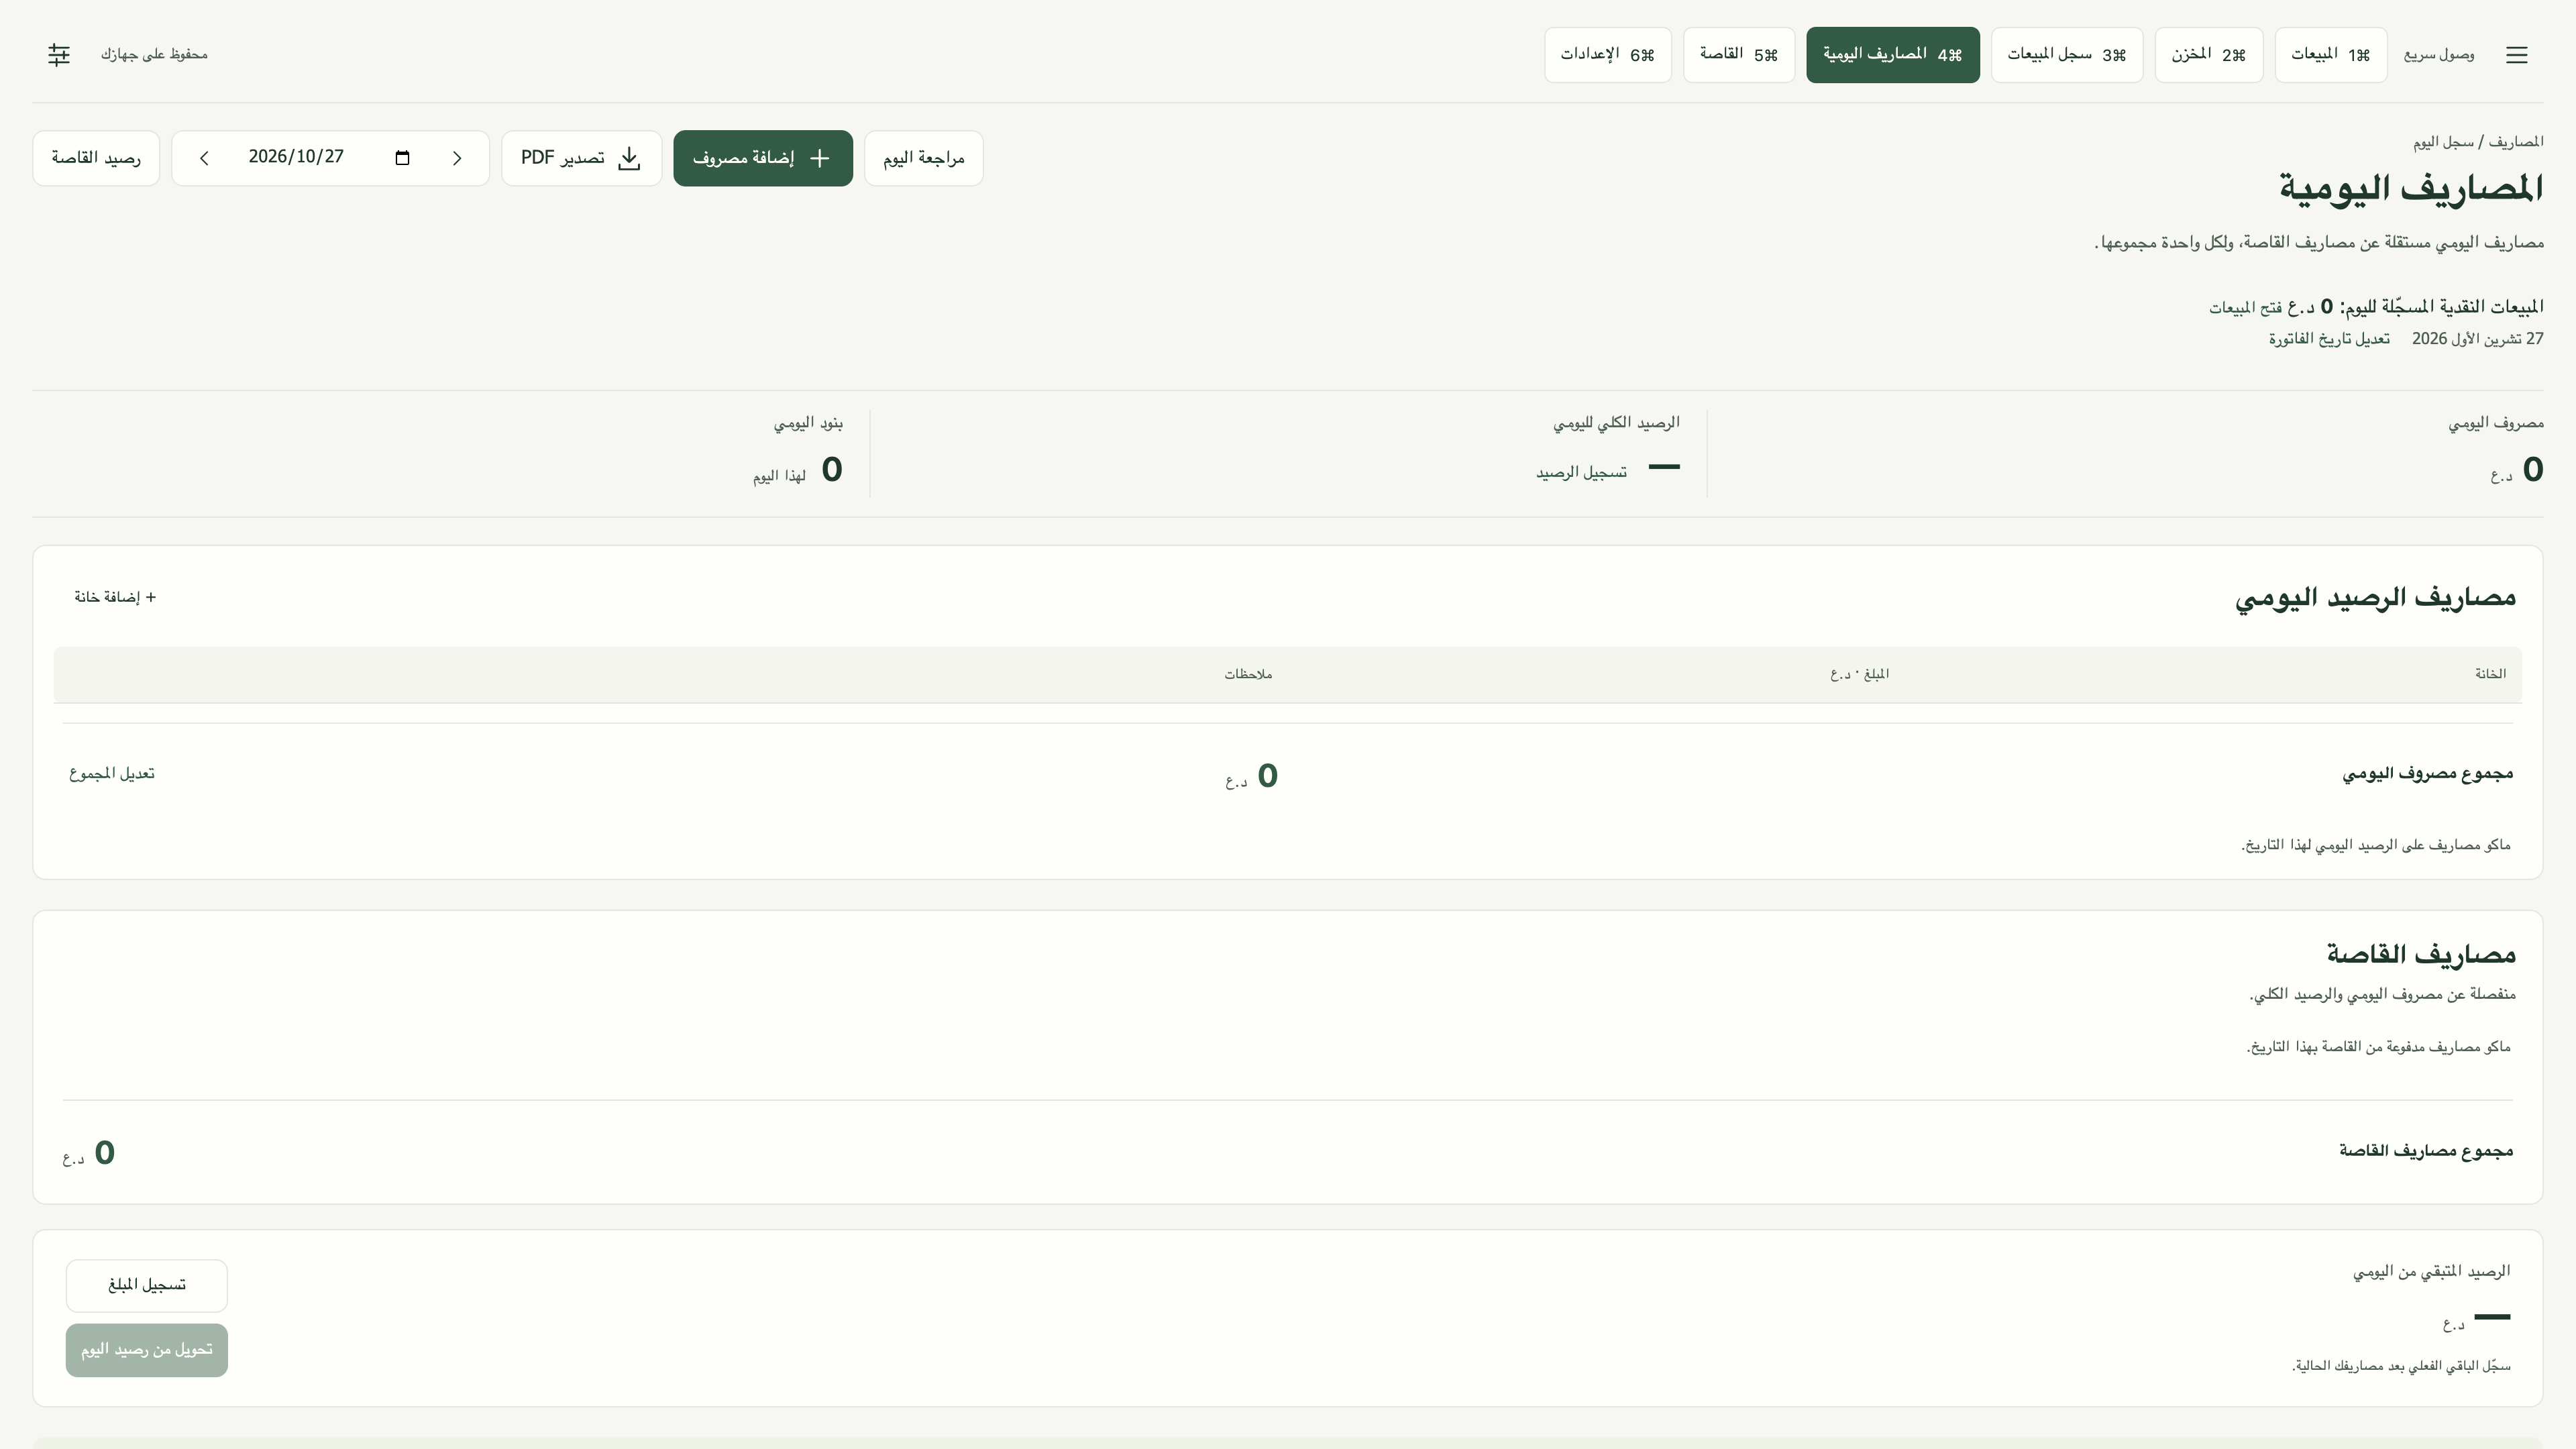 وصول سريع
⌘1 المبيعات
⌘2 المخزن
⌘3 سجل المبيعات
⌘4 المصاريف اليومية
⌘5 القاصة
⌘6 الإعدادات
محفوظ على جهازك
المصاريف / سجل اليوم
المصاريف اليومية
مصاريف اليومي مستقلة عن مصاريف القاصة، ولكل واحدة مجموعها.
مراجعة اليوم
إضافة مصروف
تصدير PDF
2026/10/27
رصيد القاصة
المبيعات النقدية المسجّلة لليوم: 0 د.ع فتح المبيعات
27 تشرين الأول 2026 تعديل تاريخ الفاتورة
مصروف اليومي
0 د.ع
الرصيد الكلي لليومي
— تسجيل الرصيد
بنود اليومي
0 لهذا اليوم
مصاريف الرصيد اليومي
+ إضافة خانة
الخانة المبلغ · د.ع ملاحظات
مجموع مصروف اليومي 0 د.ع تعديل المجموع
ماكو مصاريف على الرصيد اليومي لهذا التاريخ.
مصاريف القاصة
منفصلة عن مصروف اليومي والرصيد الكلي.
ماكو مصاريف مدفوعة من القاصة بهذا التاريخ.
مجموع مصاريف القاصة 0 د.ع
الرصيد المتبقي من اليومي
— د.ع
سجّل الباقي الفعلي بعد مصاريفك الحالية.
تسجيل المبلغ
تحويل من رصيد اليوم